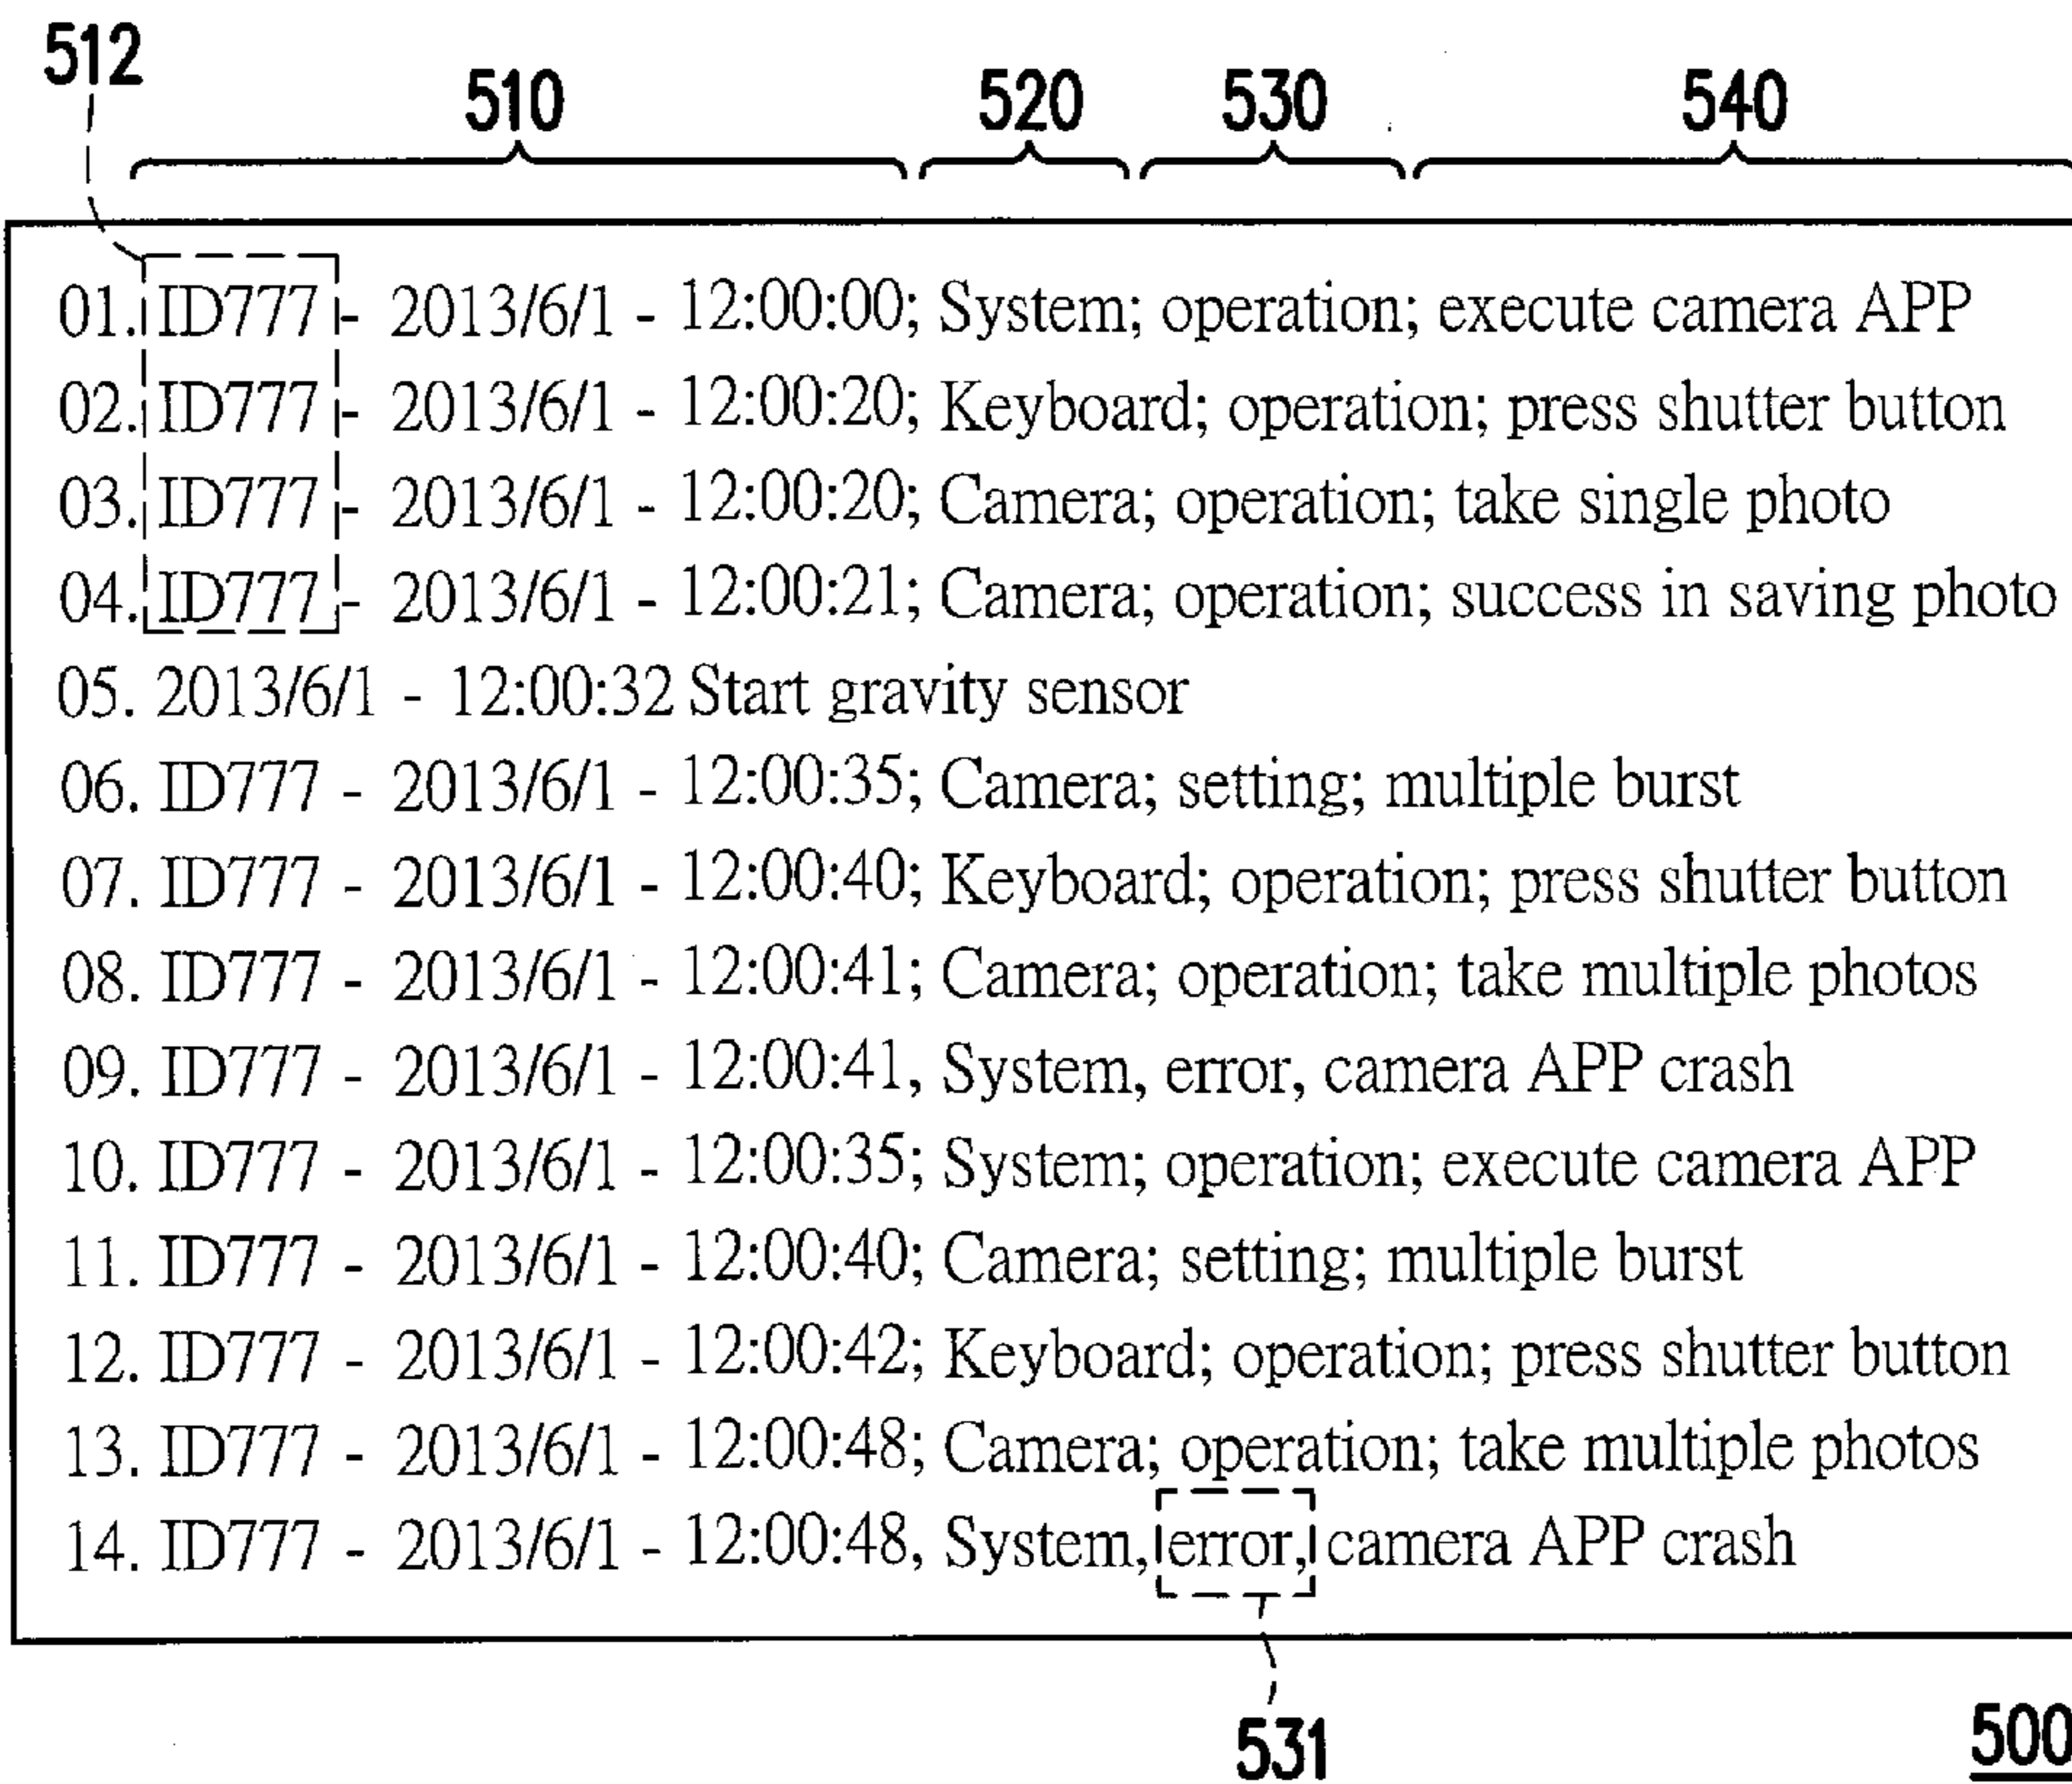 512
510 520 530 540
01. ID777 - 2013/6/1 - 12:00:00; System; operation; execute camera APP
02. ID777 - 2013/6/1 - 12:00:20; Keyboard; operation; press shutter button
03. ID777 - 2013/6/1 - 12:00:20; Camera; operation; take single photo
04. ID777 - 2013/6/1 - 12:00:21; Camera; operation; success in saving photo
05. 2013/6/1 - 12:00:32 Start gravity sensor
06. ID777 - 2013/6/1 - 12:00:35; Camera; setting; multiple burst
07. ID777 - 2013/6/1 - 12:00:40; Keyboard; operation; press shutter button
08. ID777 - 2013/6/1 - 12:00:41; Camera; operation; take multiple photos
09. ID777 - 2013/6/1 - 12:00:41, System, error, camera APP crash
10. ID777 - 2013/6/1 - 12:00:35; System; operation; execute camera APP
11. ID777 - 2013/6/1 - 12:00:40; Camera; setting; multiple burst
12. ID777 - 2013/6/1 - 12:00:42; Keyboard; operation; press shutter button
13. ID777 - 2013/6/1 - 12:00:48; Camera; operation; take multiple photos
14. ID777 - 2013/6/1 - 12:00:48, System, error, camera APP crash
531
500